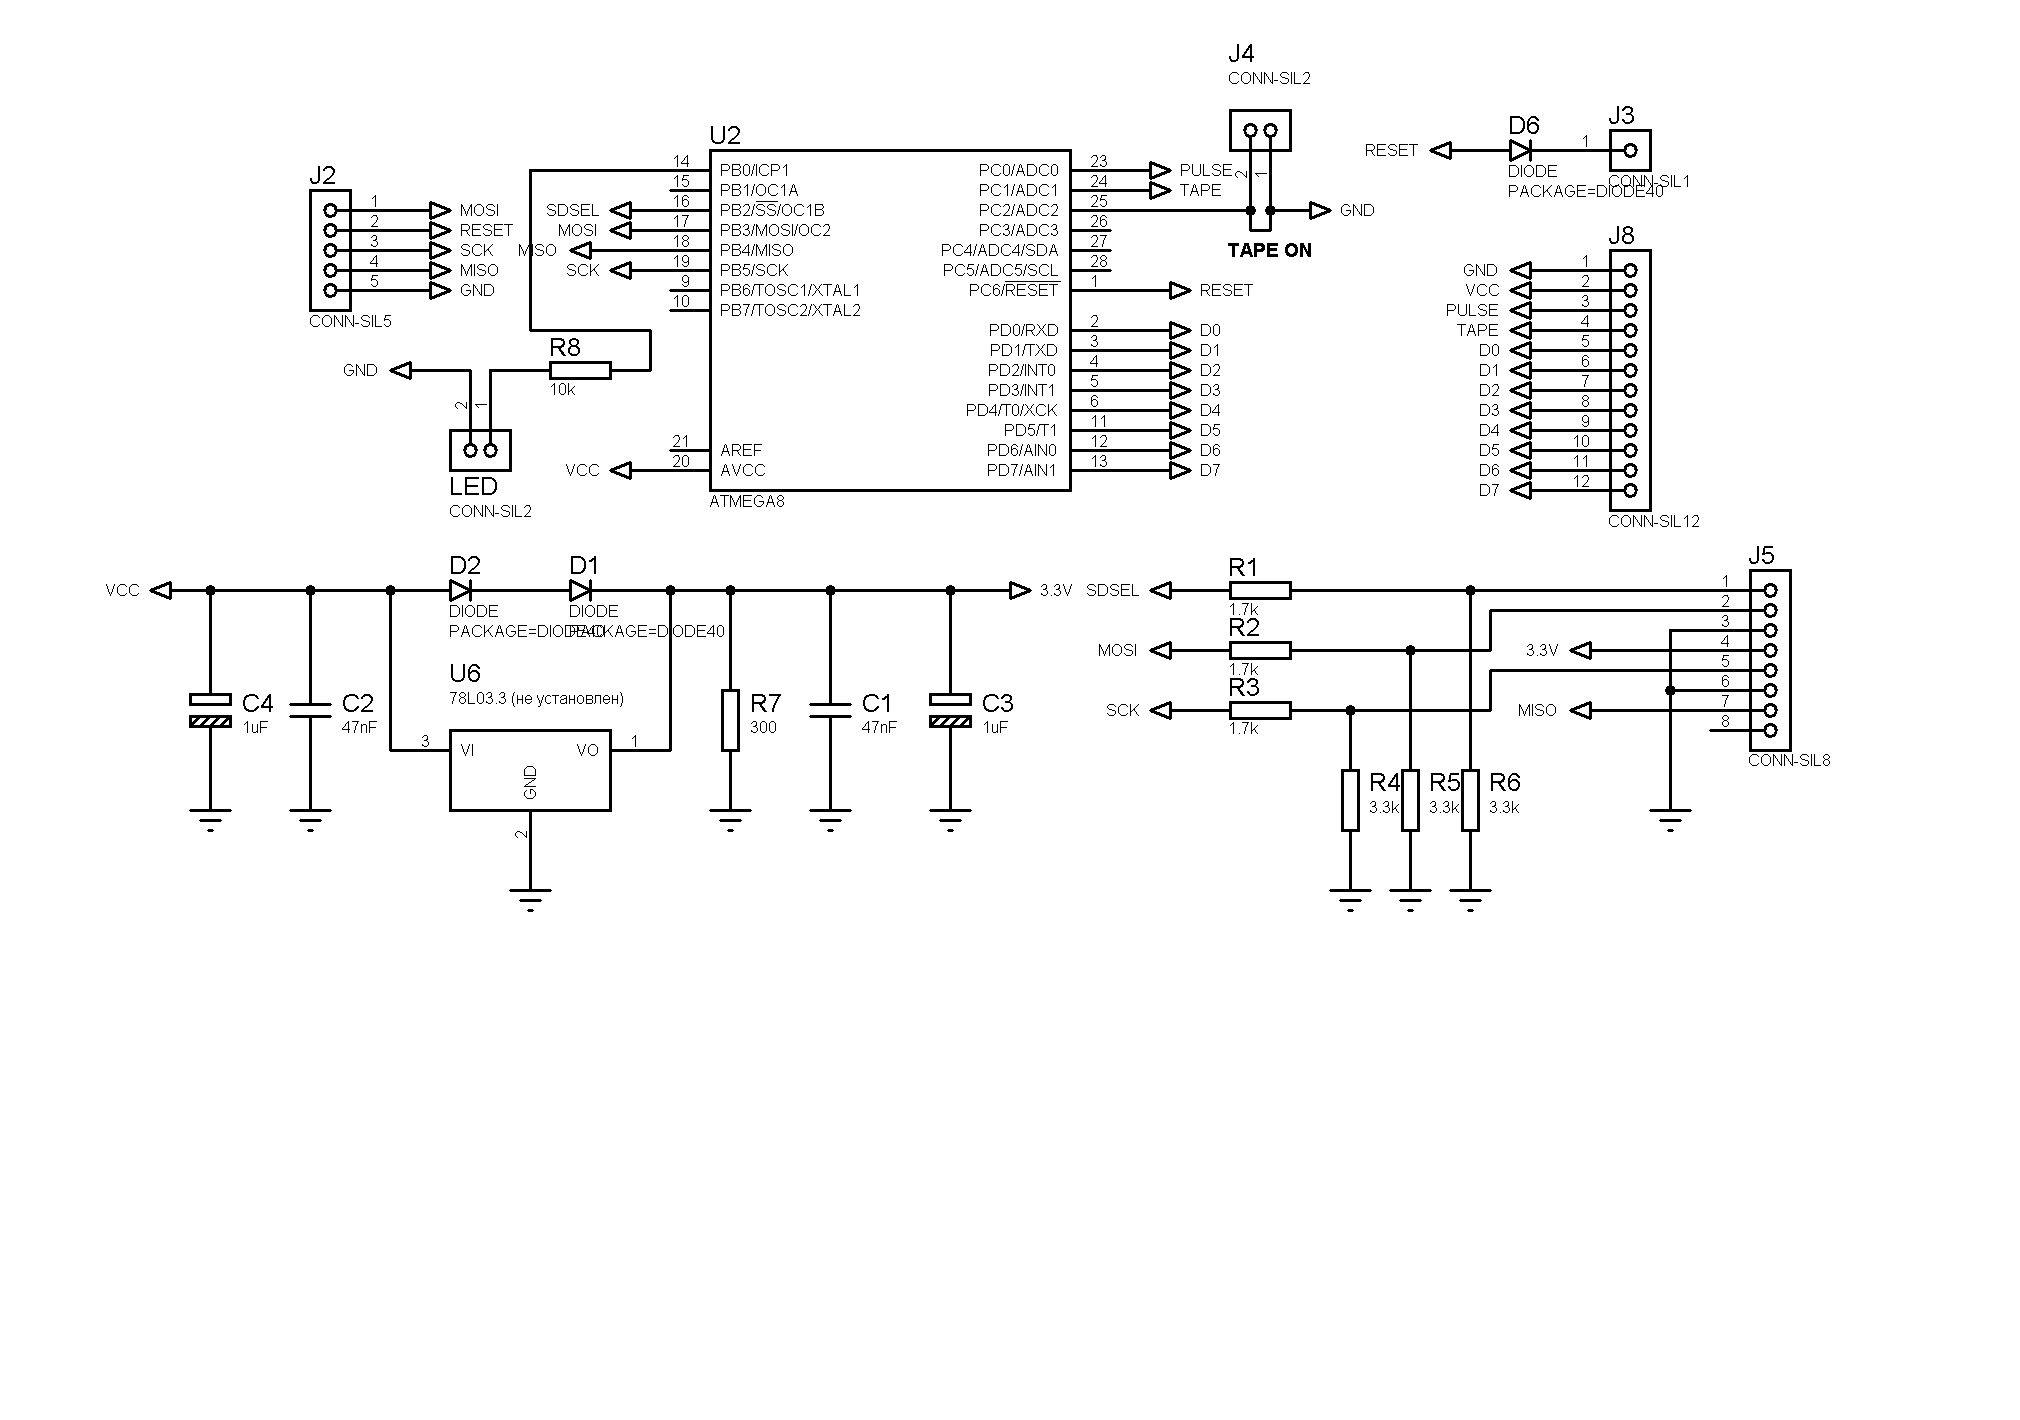 J4
CONN-SIL2
2
1
GND
TAPE ON
J3
1
CONN-SIL1
D6
DIODE
PACKAGE=DIODE40
RESET
J2
1 MOSI
2 RESET
3 SCK
4 MISO
5 GND
CONN-SIL5
U2
14 PB0/ICP1
15 PB1/OC1A
SDSEL 16 PB2/SS/OC1B
MOSI 17 PB3/MOSI/OC2
MISO 18 PB4/MISO
SCK 19 PB5/SCK
9 PB6/TOSC1/XTAL1
10 PB7/TOSC2/XTAL2
21 AREF
VCC 20 AVCC
PC0/ADC0 23 PULSE
PC1/ADC1 24 TAPE
PC2/ADC2 25
PC3/ADC3 26
PC4/ADC4/SDA 27
PC5/ADC5/SCL 28
PC6/RESET 1 RESET
PD0/RXD 2 D0
PD1/TXD 3 D1
PD2/INT0 4 D2
PD3/INT1 5 D3
PD4/T0/XCK 6 D4
PD5/T1 11 D5
PD6/AIN0 12 D6
PD7/AIN1 13 D7
ATMEGA8
R8
10k
GND
2
1
LED
CONN-SIL2
J8
GND 1
VCC 2
PULSE 3
TAPE 4
D0 5
D1 6
D2 7
D3 8
D4 9
D5 10
D6 11
D7 12
CONN-SIL12
VCC
D2
DIODE
PACKAGE=DIODE40
D1
DIODE
PACKAGE=DIODE40
3.3V
U6
78L03.3 (не установлен)
3 VI
VO 1
GND
2
C4
1uF
C2
47nF
R7
300
C1
47nF
C3
1uF
SDSEL
R1
1.7k
MOSI
R2
1.7k
SCK
R3
1.7k
R4
3.3k
R5
3.3k
R6
3.3k
J5
1
2
3
3.3V 4
5
6
MISO 7
8
CONN-SIL8